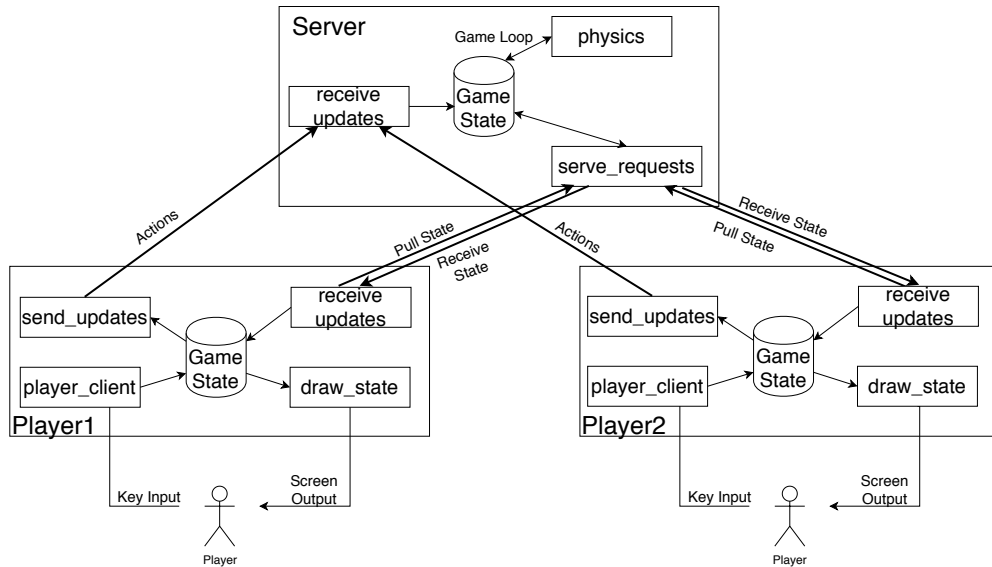 Server
Game Loop
physics
Game
State
receive
updates
serve_requests
Actions
Pull State
Receive
State
Actions
Receive State
Pull State
send_updates
receive
updates
Game
State
player_client
draw_state
Player1
Key Input
Screen
Output
Player
send_updates
receive
updates
Game
State
player_client
draw_state
Player2
Key Input
Screen
Output
Player